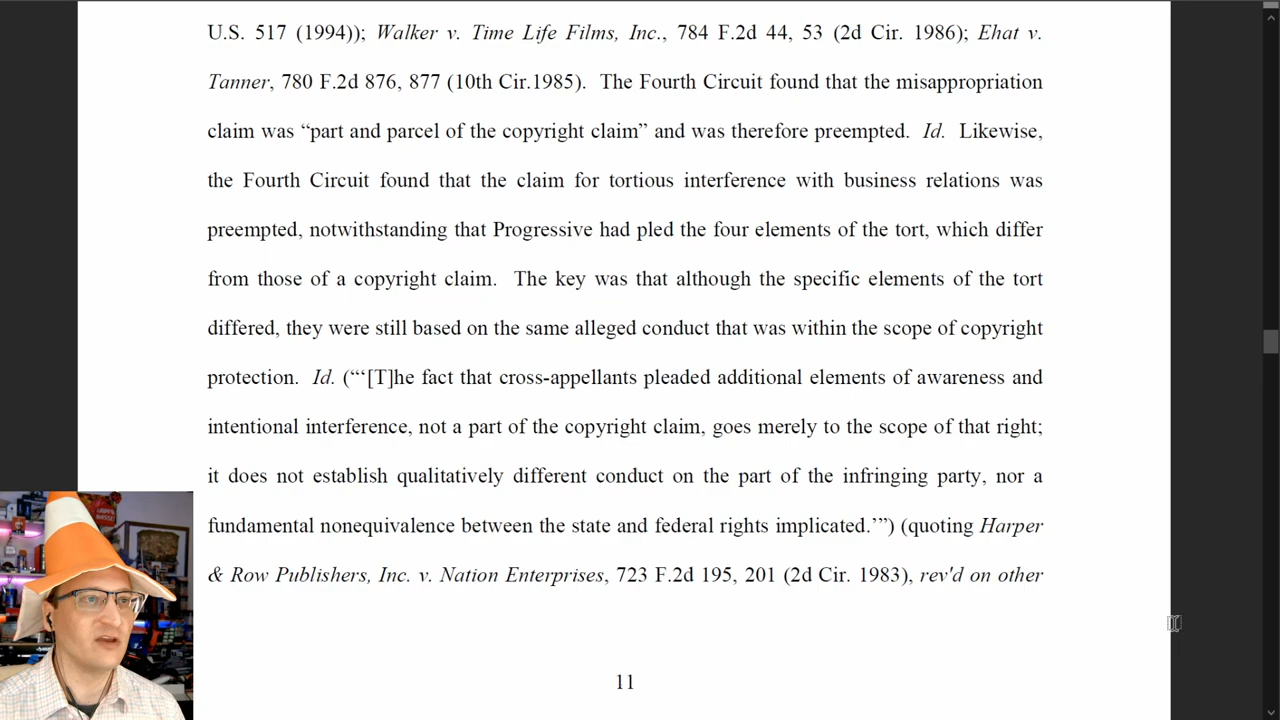 U.S. 517 (1994)); Walker v. Time Life Films, Inc., 784 F.2d 44, 53 (2d Cir. 1986); Ehat v.
Tanner, 780 F.2d 876, 877 (10th Cir.1985).  The Fourth Circuit found that the misappropriation
claim was “part and parcel of the copyright claim” and was therefore preempted.  Id.  Likewise,
the Fourth Circuit found that the claim for tortious interference with business relations was
preempted, notwithstanding that Progressive had pled the four elements of the tort, which differ
from those of a copyright claim.  The key was that although the specific elements of the tort
differed, they were still based on the same alleged conduct that was within the scope of copyright
protection.  Id. (“‘[T]he fact that cross-appellants pleaded additional elements of awareness and
intentional interference, not a part of the copyright claim, goes merely to the scope of that right;
it does not establish qualitatively different conduct on the part of the infringing party, nor a
fundamental nonequivalence between the state and federal rights implicated.’”) (quoting Harper
& Row Publishers, Inc. v. Nation Enterprises, 723 F.2d 195, 201 (2d Cir. 1983), rev'd on other
11